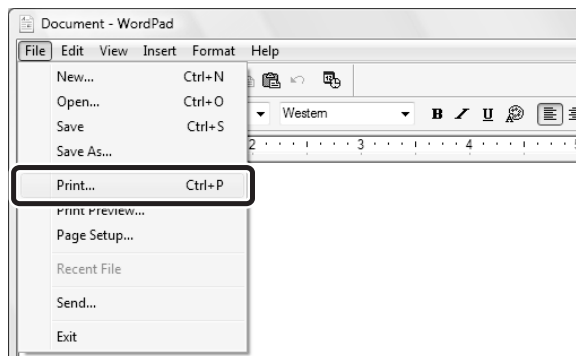 Document - WordPad
File Edit View Insert Format Help
New... Ctrl+N
Open... Ctrl+O
Western B U
Save Ctrl+S
Save As...
2 3 4 5
Print... Ctrl+P
Print Preview...
Page Setup...
Recent File
Send...
Exit